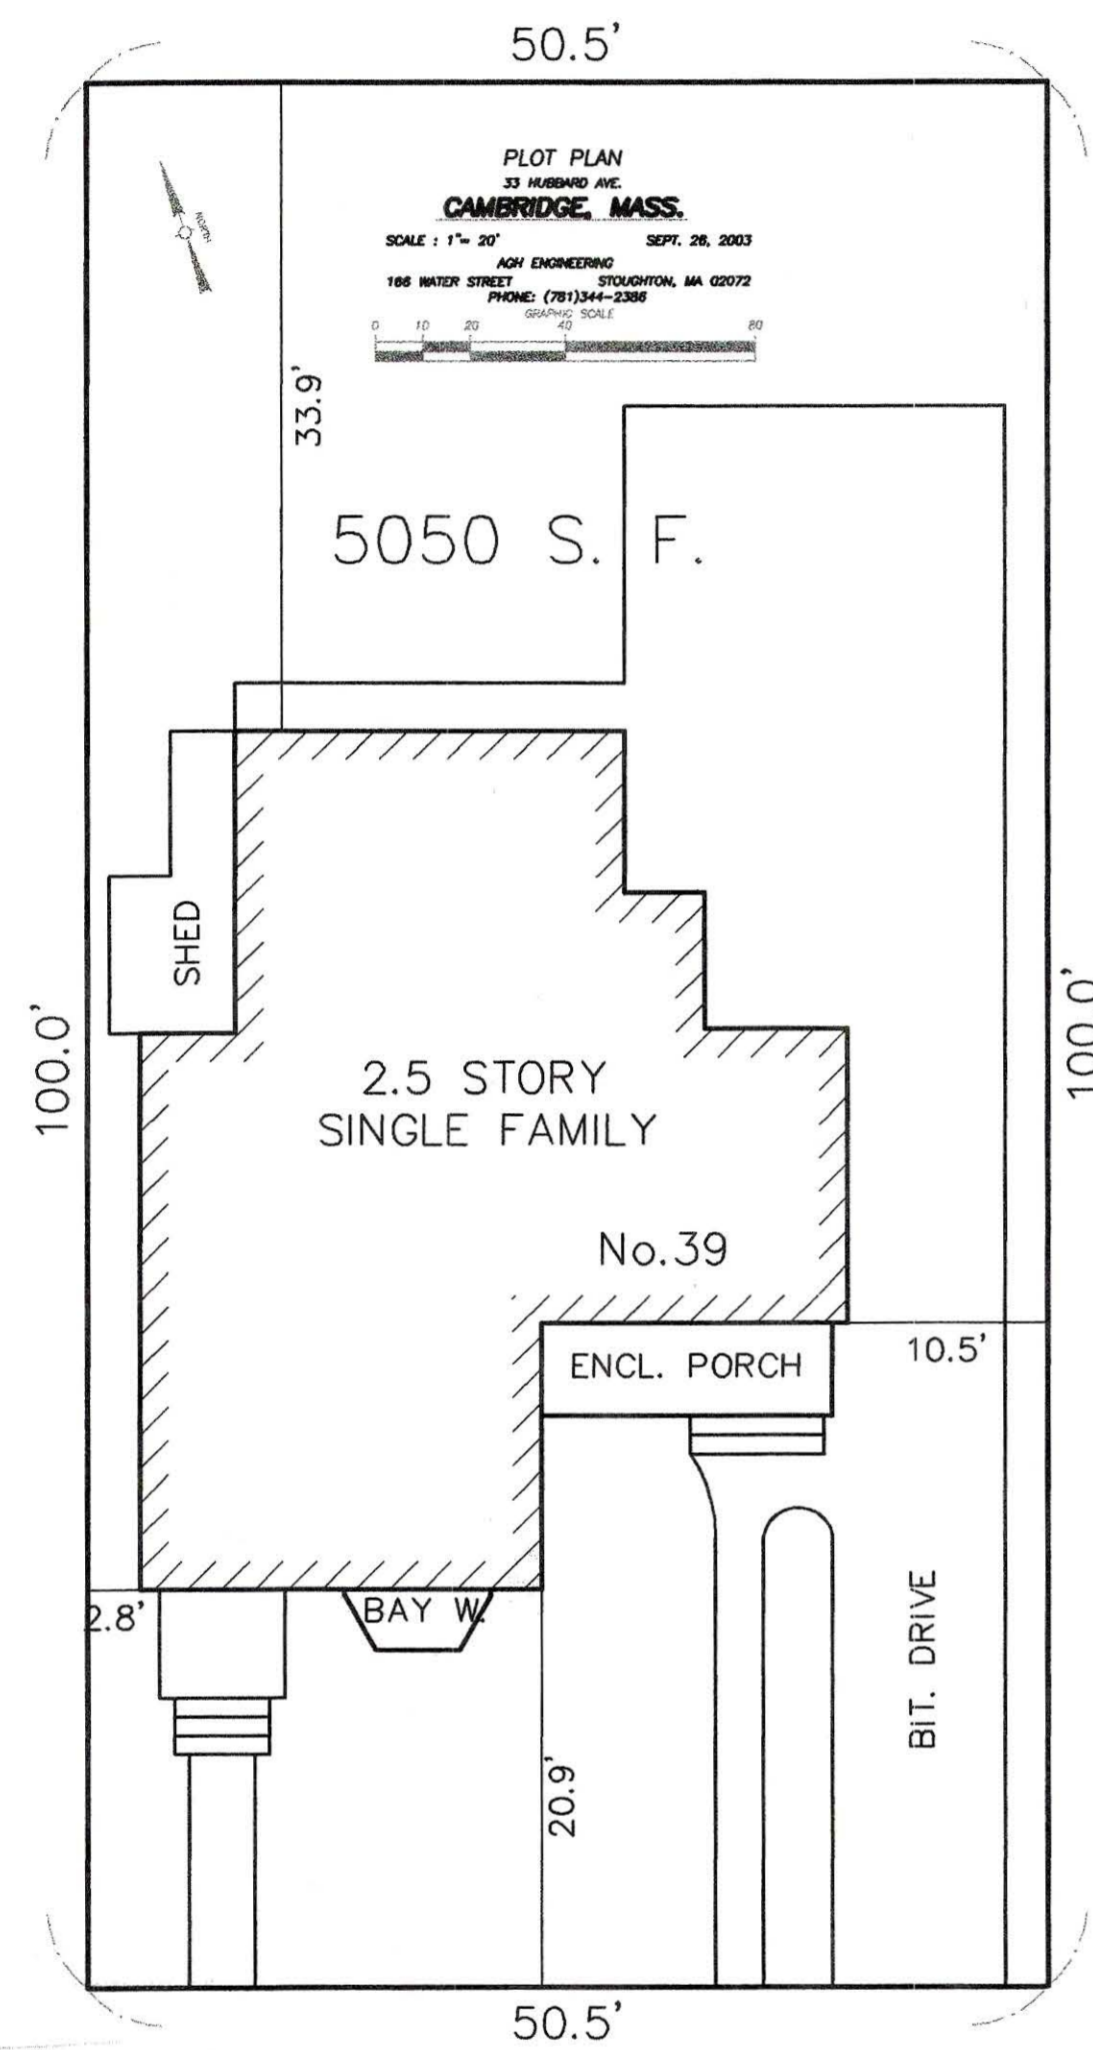 50.5'
PLOT PLAN
33 HUBBARD AVE.
CAMBRIDGE, MASS.
SCALE : 1"= 20' SEPT. 26, 2003
AGH ENGINEERING
166 WATER STREET STOUGHTON, MA 02072
PHONE: (781)344-2386
GRAPHIC SCALE
0 10 20 40 80
NORTH
33.9'
5050 S. F.
SHED
100.0'
100.0'
2.5 STORY
SINGLE FAMILY
No.39
ENCL. PORCH
10.5'
2.8'
BAY W.
BIT. DRIVE
20.9'
50.5'